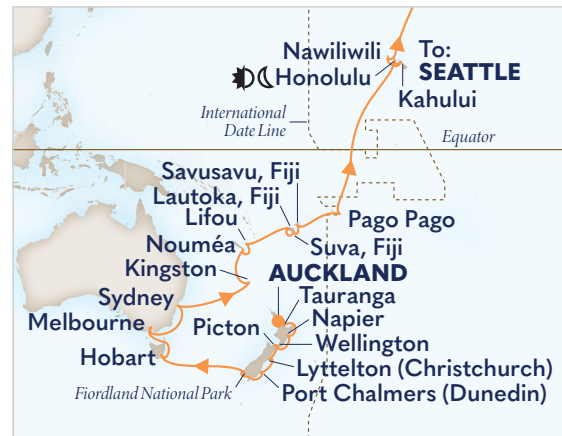 Nawiliwili
To:
Honolulu
SEATTLE
Kahului
International
Date Line
Equator
Savusavu, Fiji
Lautoka, Fiji
Lifou
Pago Pago
Nouméa
Suva, Fiji
Kingston
AUCKLAND
Sydney
Tauranga
Melbourne
Napier
Picton
Wellington
Hobart
Lyttelton (Christchurch)
Fiordland National Park
Port Chalmers (Dunedin)